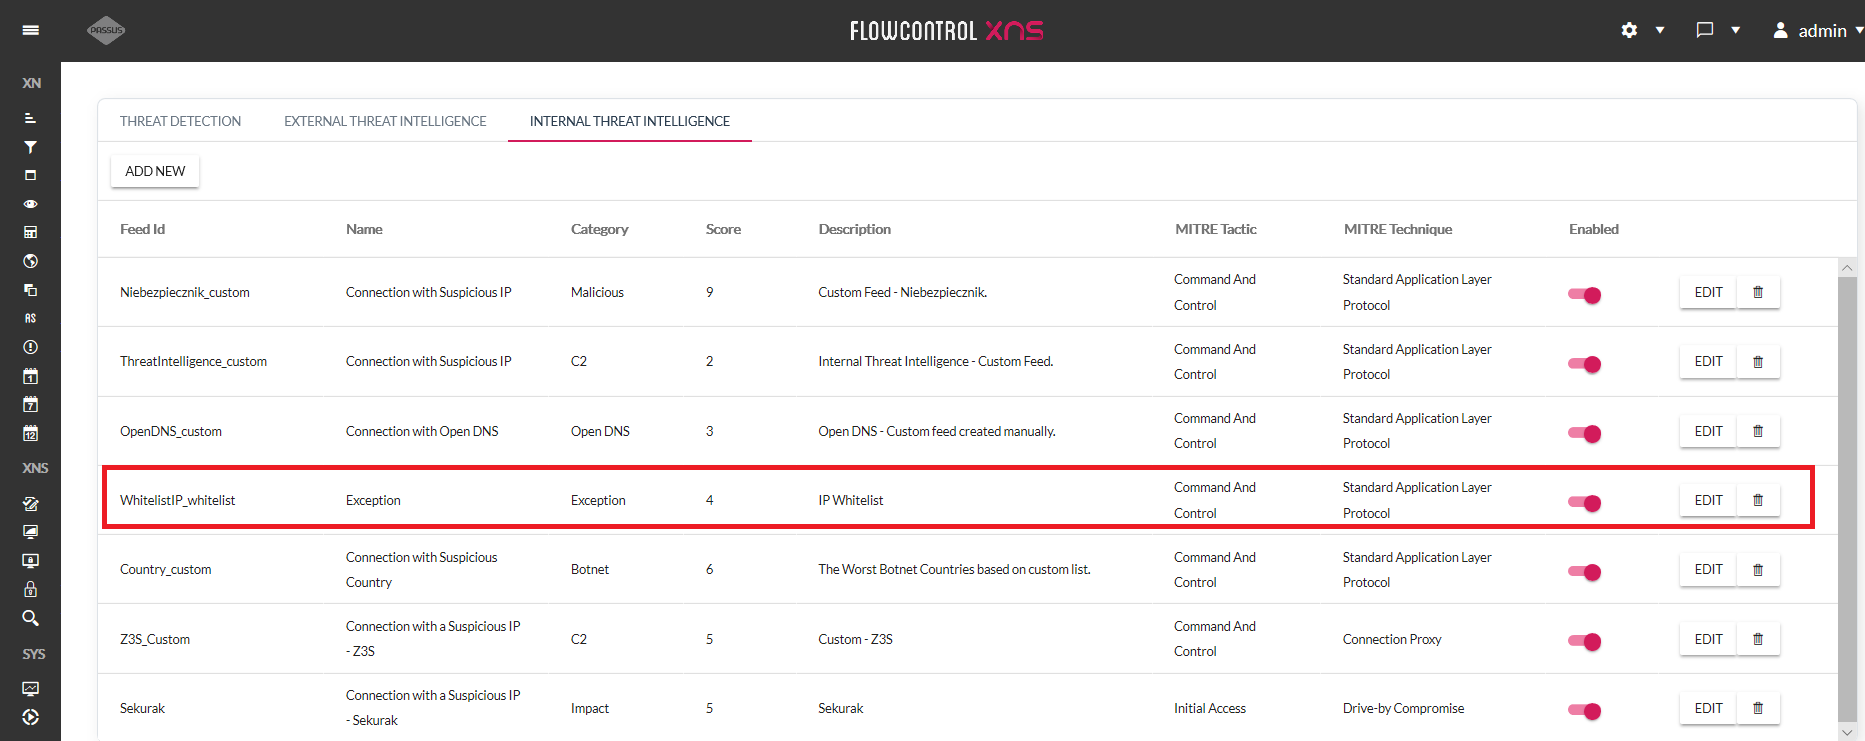 PASSUS
FLOWCONTROL XNS
admin
XN
AS
1
7
12
XNS
SYS
THREAT DETECTION EXTERNAL THREAT INTELLIGENCE INTERNAL THREAT INTELLIGENCE
ADD NEW
Feed Id Name Category Score Description MITRE Tactic MITRE Technique Enabled
Niebezpiecznik_custom Connection with Suspicious IP Malicious 9 Custom Feed - Niebezpiecznik. Command And Standard Application Layer EDIT
Control Protocol
ThreatIntelligence_custom Connection with Suspicious IP C2 2 Internal Threat Intelligence - Custom Feed. Command And Standard Application Layer EDIT
Control Protocol
OpenDNS_custom Connection with Open DNS Open DNS 3 Open DNS - Custom feed created manually. Command And Standard Application Layer EDIT
Control Protocol
WhitelistIP_whitelist Exception Exception 4 IP Whitelist Command And Standard Application Layer EDIT
Control Protocol
Country_custom Connection with Suspicious Botnet 6 The Worst Botnet Countries based on custom list. Command And Standard Application Layer EDIT
Country Control Protocol
Z3S_Custom Connection with a Suspicious IP C2 5 Custom - Z3S Command And Connection Proxy EDIT
- Z3S Control
Sekurak Connection with a Suspicious IP Impact 5 Sekurak Initial Access Drive-by Compromise EDIT
- Sekurak